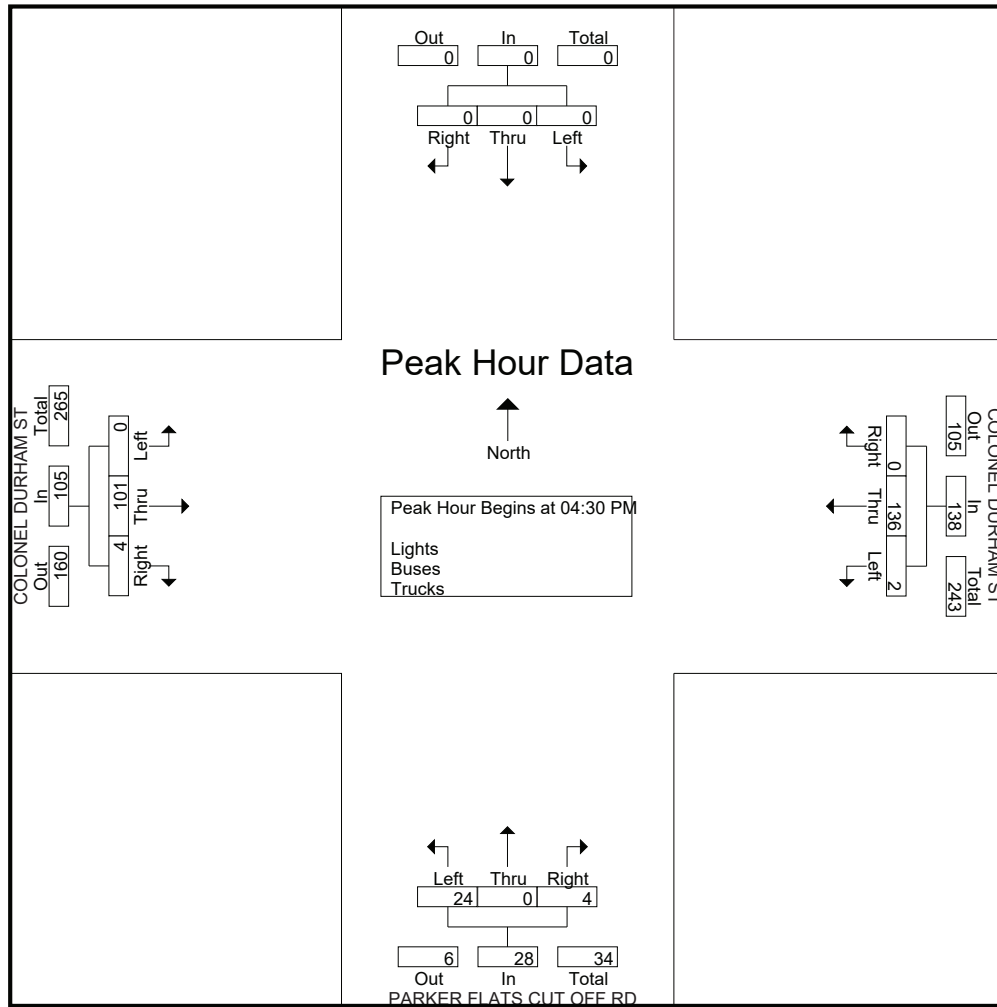 Out In Total
0 0 0
0 0 0
Right Thru Left
Peak Hour Data
North
Peak Hour Begins at 04:30 PM
Lights
Buses
Trucks
COLONEL DURHAM ST
Out In Total
160 105 265
4 101 0
Right Thru Left
COLONEL DURHAM ST
Out In Total
105 138 243
0 136 2
Right Thru Left
Left Thru Right
24 0 4
6 28 34
Out In Total
PARKER FLATS CUT OFF RD